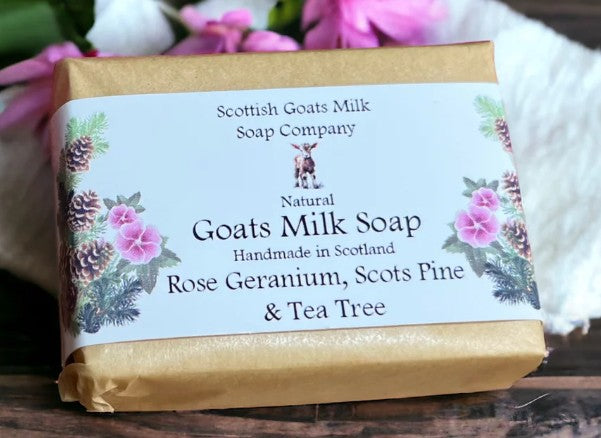 Scottish Goats Milk
Soap Company
Natural
Goats Milk Soap
Handmade in Scotland
Rose Geranium, Scots Pine
& Tea Tree